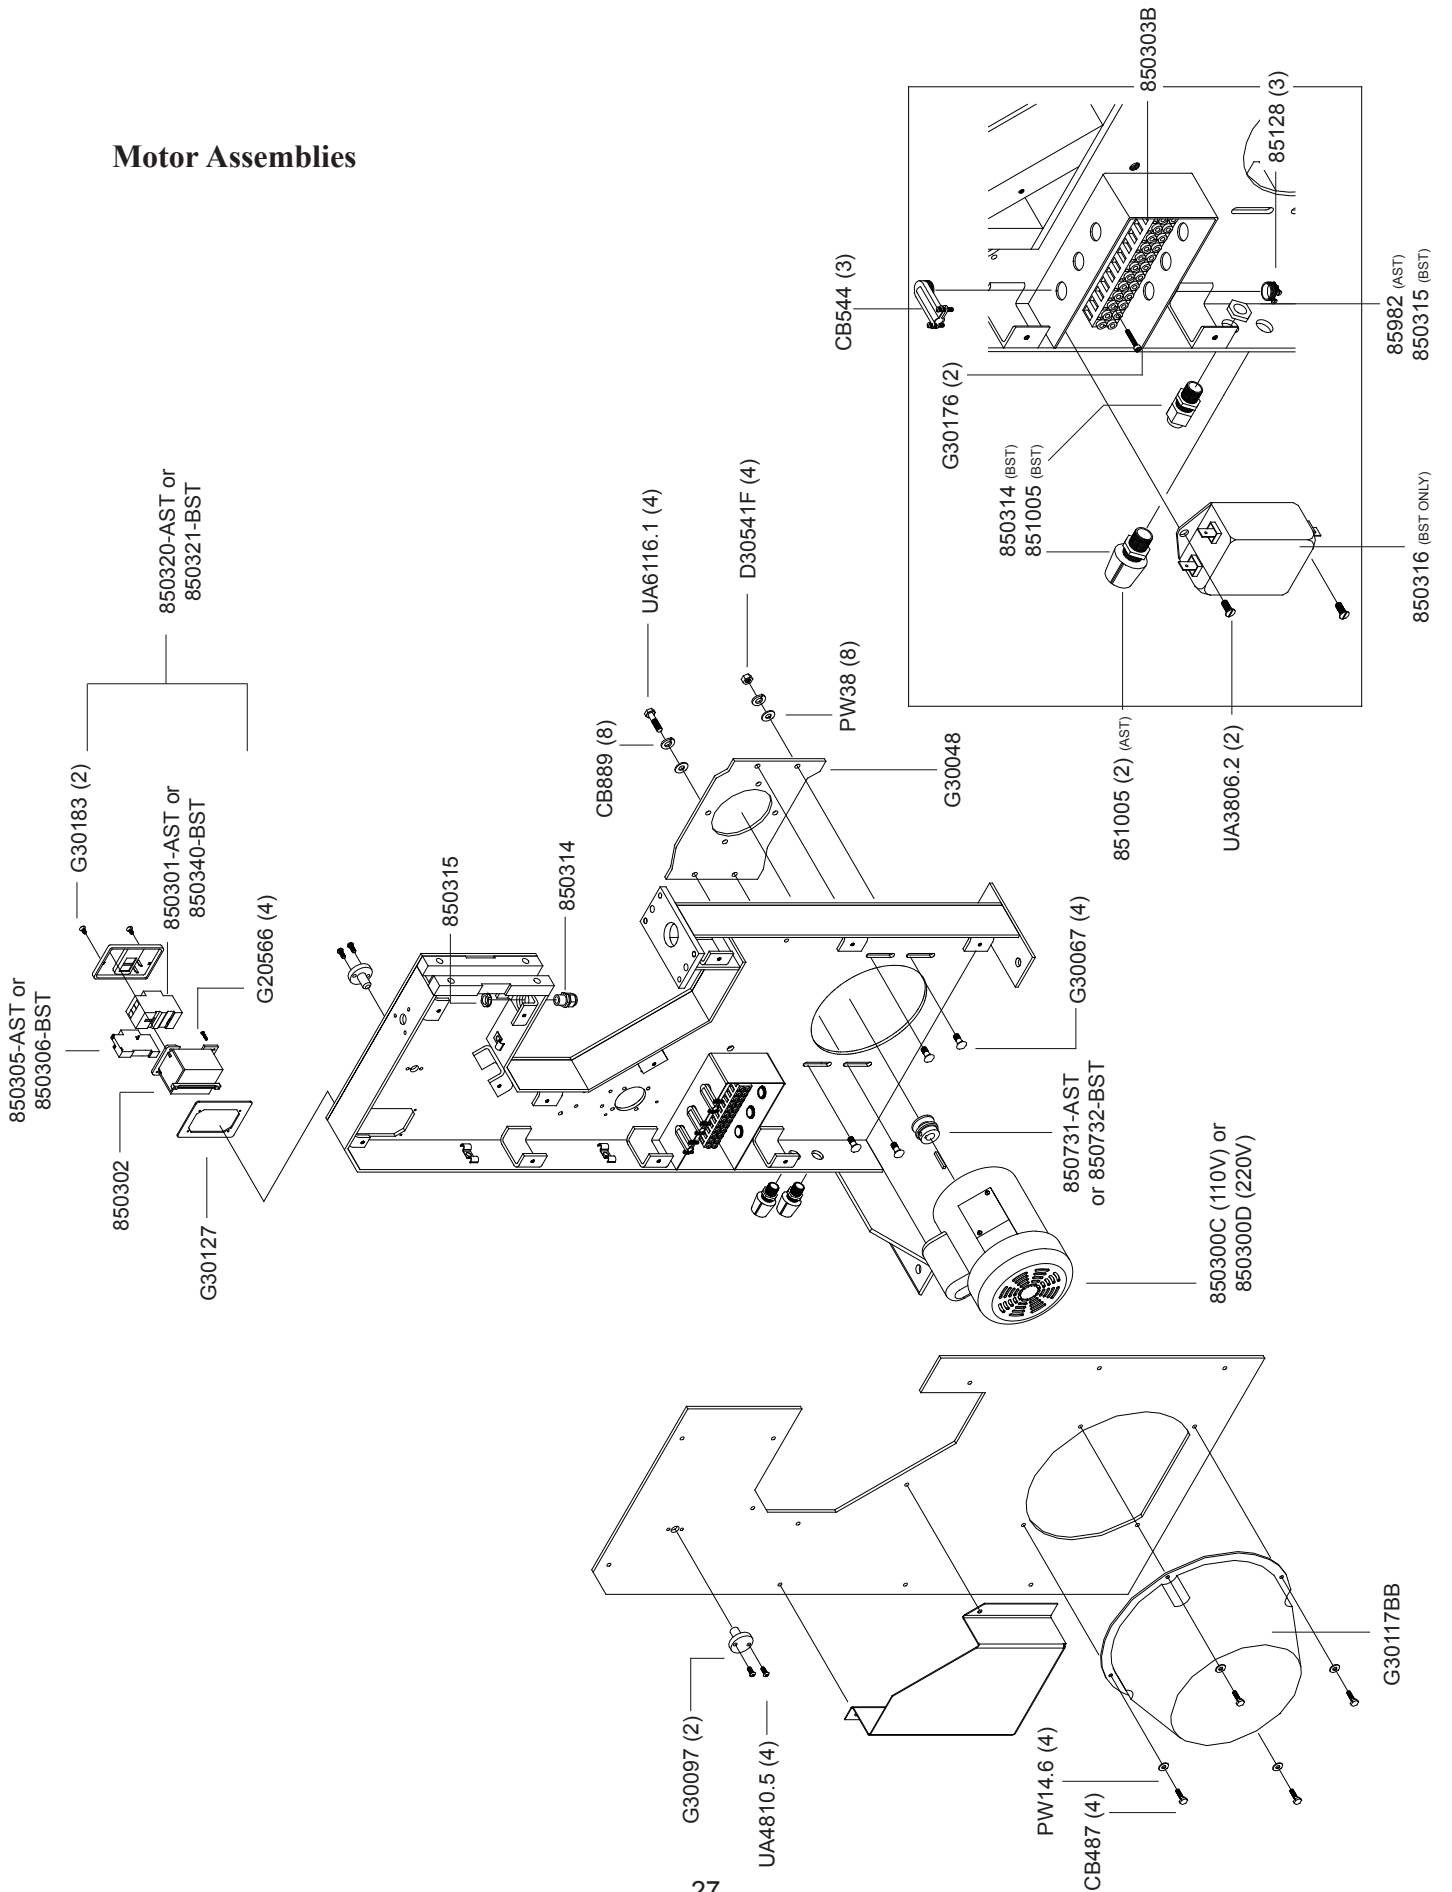 Motor Assemblies
850305-AST or
850306-BST
850302
G30127
G30183 (2)
850301-AST or
850340-BST
G20566 (4)
850320-AST or
850321-BST
850315
850314
UA6116.1 (4)
CB889 (8)
D30541F (4)
PW38 (8)
G30048
G30067 (4)
850731-AST
or 850732-BST
850300C (110V) or
850300D (220V)
G30097 (2)
UA4810.5 (4)
PW14.6 (4)
CB487 (4)
G30117BB
850303B
85128 (3)
CB544 (3)
G30176 (2)
85982 (AST)
850315 (BST)
850314 (BST)
851005 (BST)
851005 (2) (AST)
UA3806.2 (2)
850316 (BST ONLY)
27